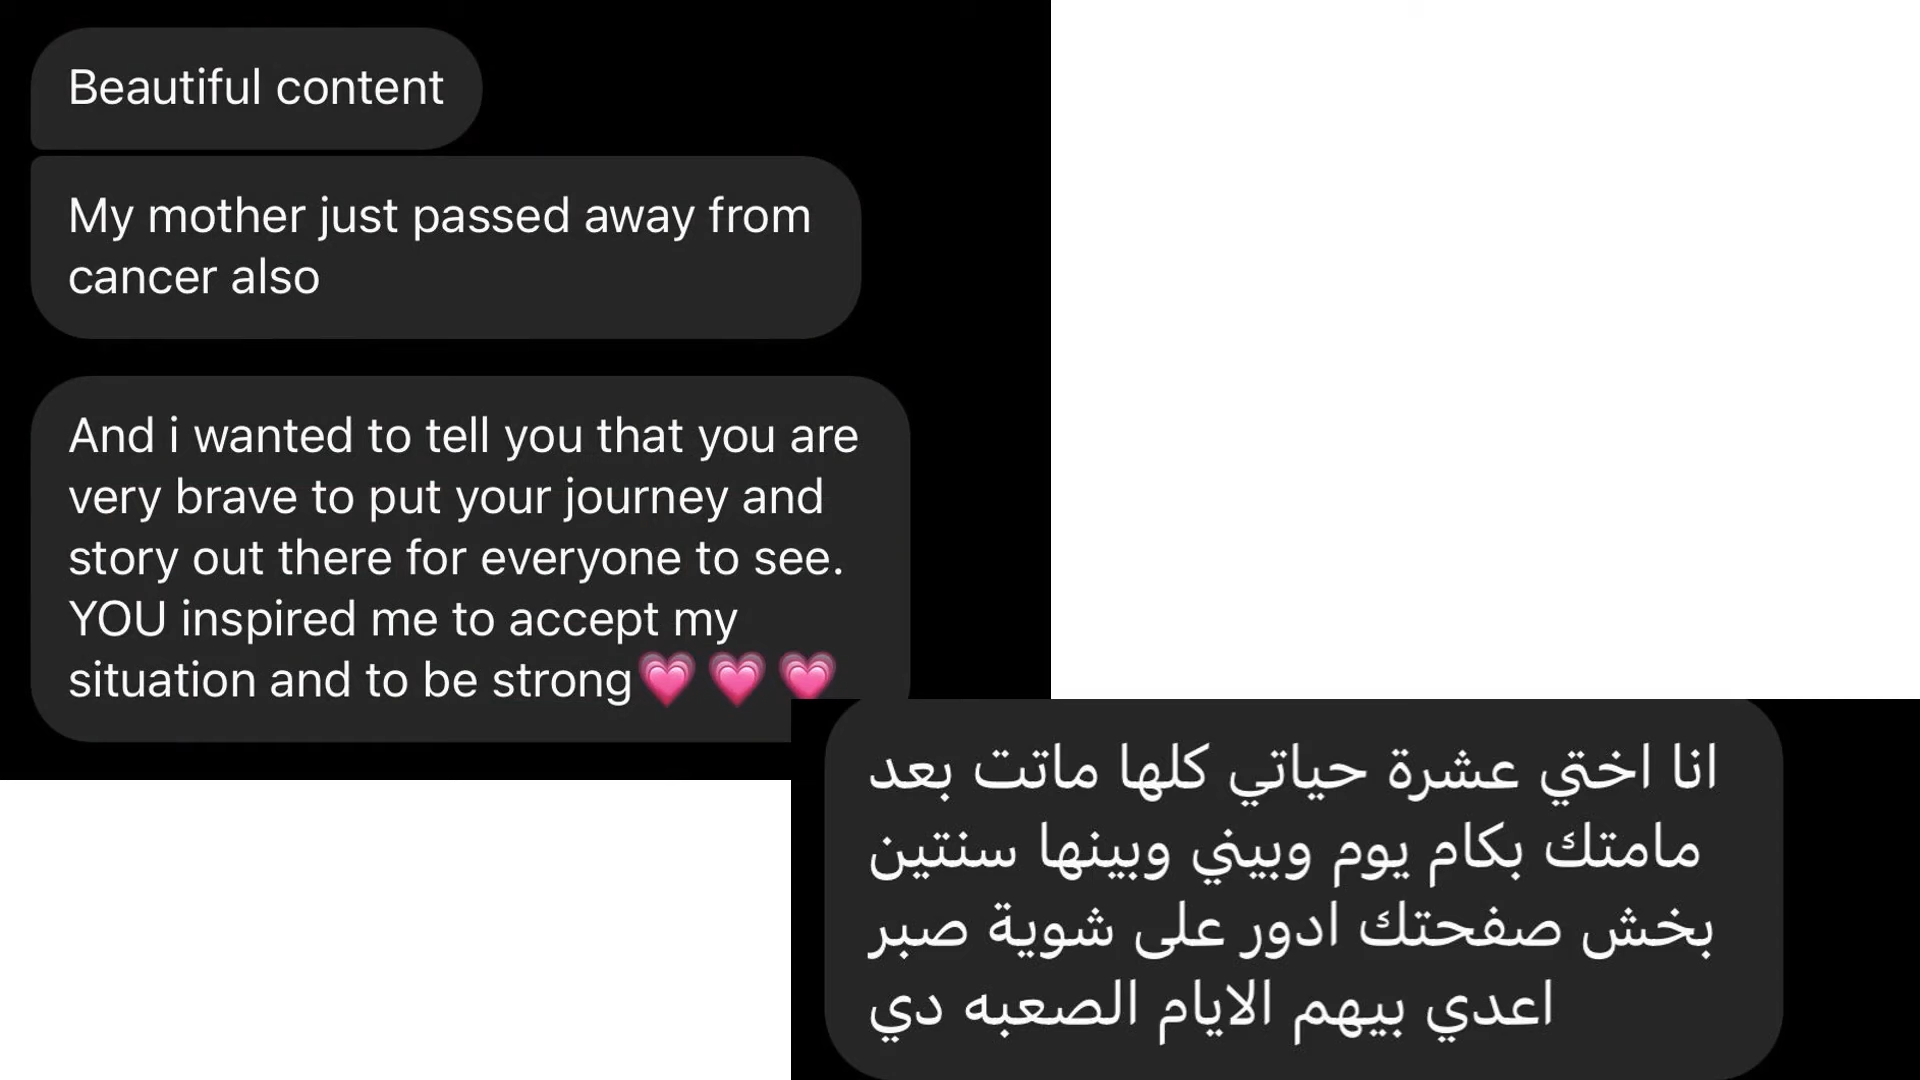 Beautiful content
My mother just passed away from
cancer also
And i wanted to tell you that you are
very brave to put your journey and
story out there for everyone to see.
YOU inspired me to accept my
situation and to be strong💗💗💗
انا اختي عشرة حياتي كلها ماتت بعد
مامتك بكام يوم وبيني وبينها سنتين
بخش صفحتك ادور على شوية صبر
اعدي بيهم الايام الصعبه دي